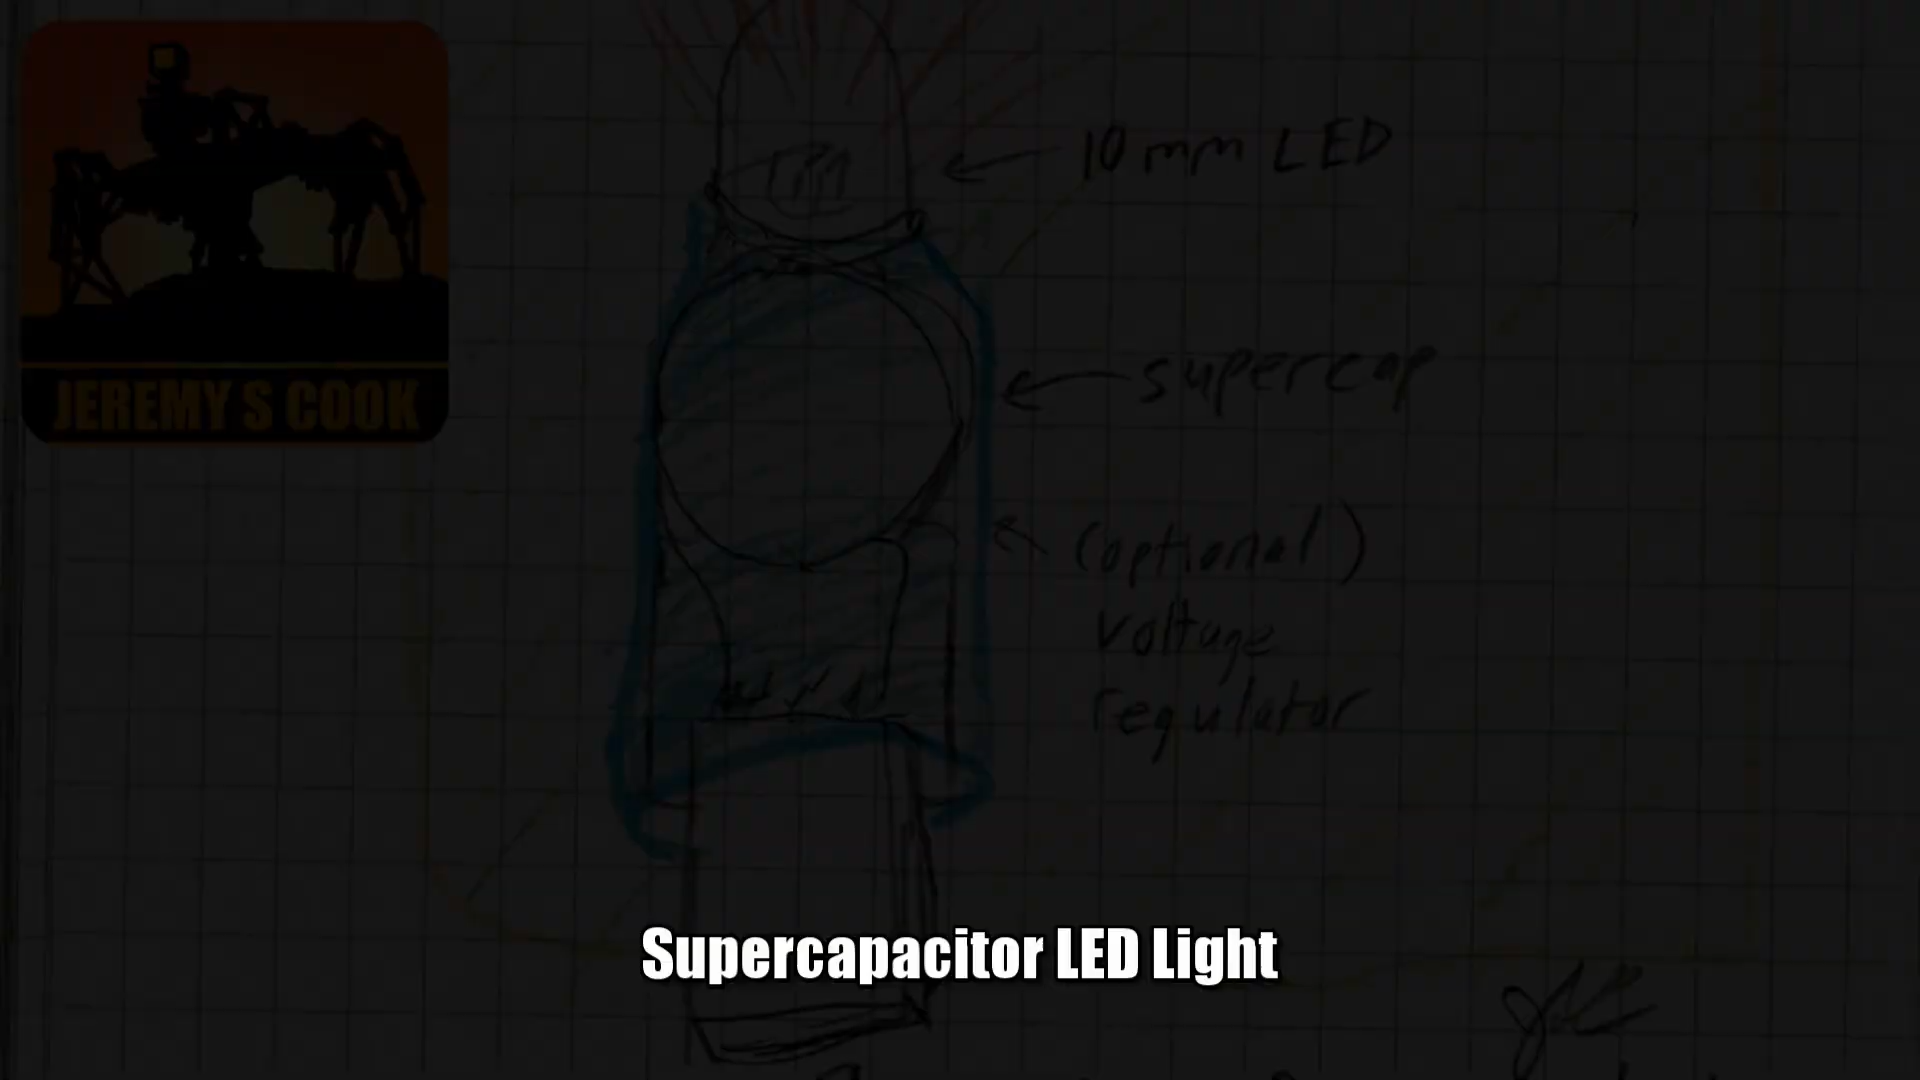 JEREMY S COOK
10 mm LED
supercap
(optional)
voltage
regulator
Supercapacitor LED Light